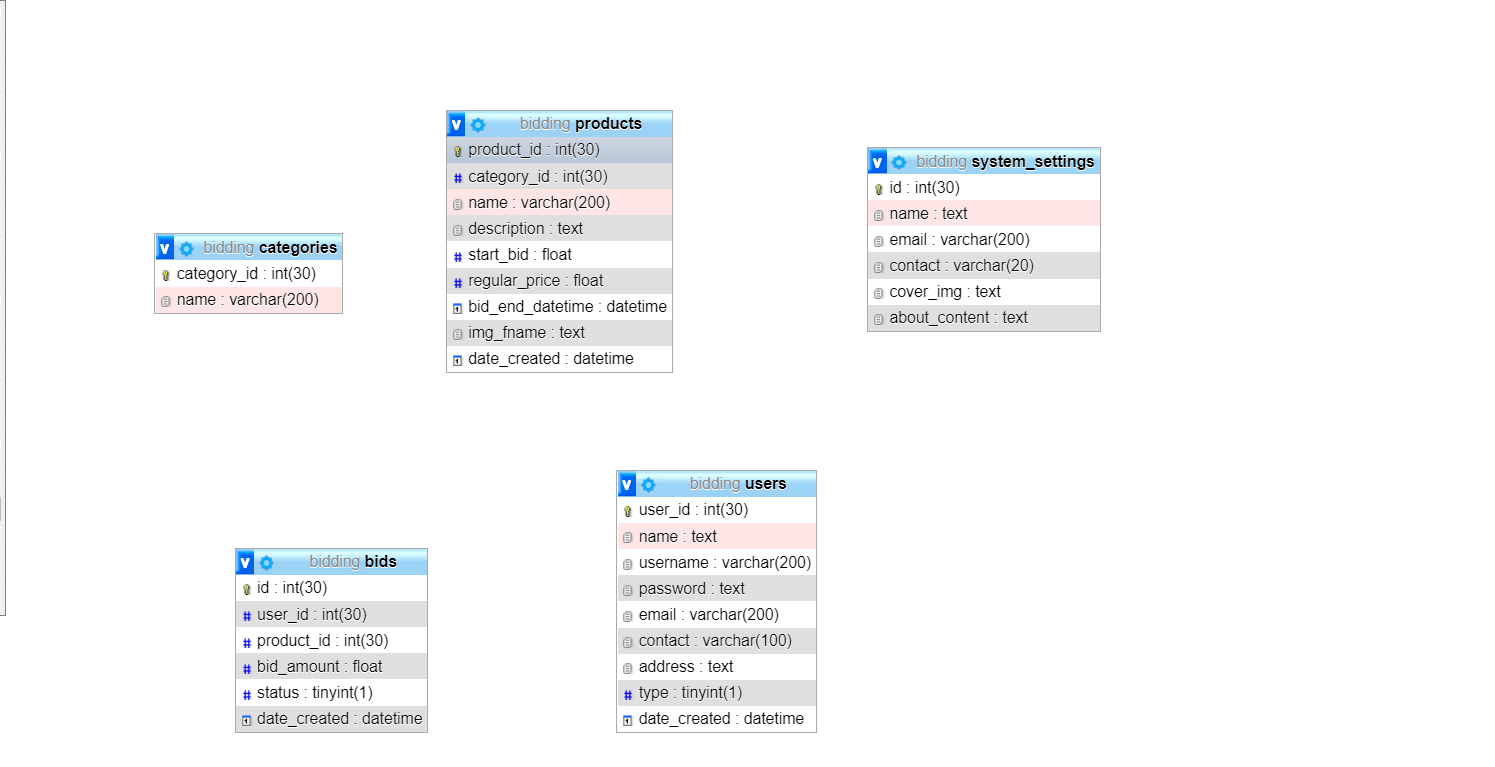 v bidding products
product_id : int(30)
category_id : int(30)
name : varchar(200)
description : text
start_bid : float
regular_price : float
bid_end_datetime : datetime
img_fname : text
date_created : datetime
v bidding system_settings
id : int(30)
name : text
email : varchar(200)
contact : varchar(20)
cover_img : text
about_content : text
v bidding categories
category_id : int(30)
name : varchar(200)
v bidding users
user_id : int(30)
name : text
username : varchar(200)
password : text
email : varchar(200)
contact : varchar(100)
address : text
type : tinyint(1)
date_created : datetime
v bidding bids
id : int(30)
user_id : int(30)
product_id : int(30)
bid_amount : float
status : tinyint(1)
date_created : datetime